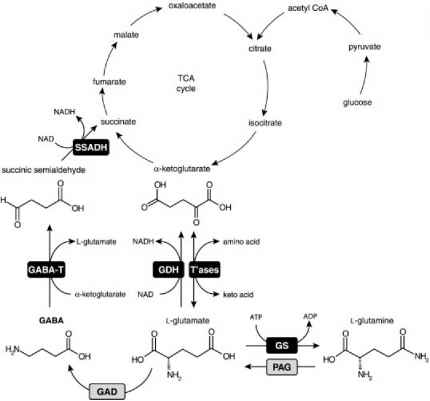 oxaloacetate
acetyl CoA
malate
citrate
pyruvate
fumarate
TCA
cycle
glucose
NADH
succinate
isocitrate
NAD
SSADH
succinic semialdehyde
α-ketoglutarate
O
H
OH
O
OH
O
O
OH
O
L-glutamate
NADH
amino acid
GABA-T
GDH
T'ases
α-ketoglutarate
NAD
keto acid
GABA
L-glutamate
ATP
ADP
L-glutamine
GS
H₂N
O
OH
O
HO
O
OH
NH₂
O
HO
O
NH₂
NH₂
PAG
GAD